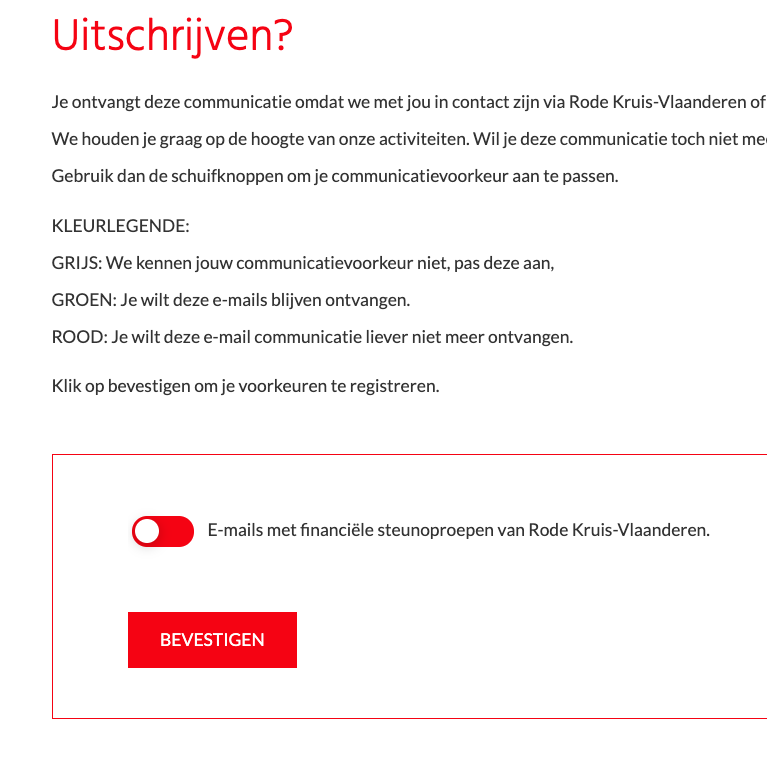 Uitschrijven?
Je ontvangt deze communicatie omdat we met jou in contact zijn via Rode Kruis-Vlaanderen of
We houden je graag op de hoogte van onze activiteiten. Wil je deze communicatie toch niet
Gebruik dan de schuifknoppen om je communicatievoorkeur aan te passen.
KLEURLEGENDE:
GRIJS: We kennen jouw communicatievoorkeur niet, pas deze aan,
GROEN: Je wilt deze e-mails blijven ontvangen.
ROOD: Je wilt deze e-mail communicatie liever niet meer ontvangen.
Klik op bevestigen om je voorkeuren te registreren.
E-mails met financiële steunoproepen van Rode Kruis-Vlaanderen.
BEVESTIGEN